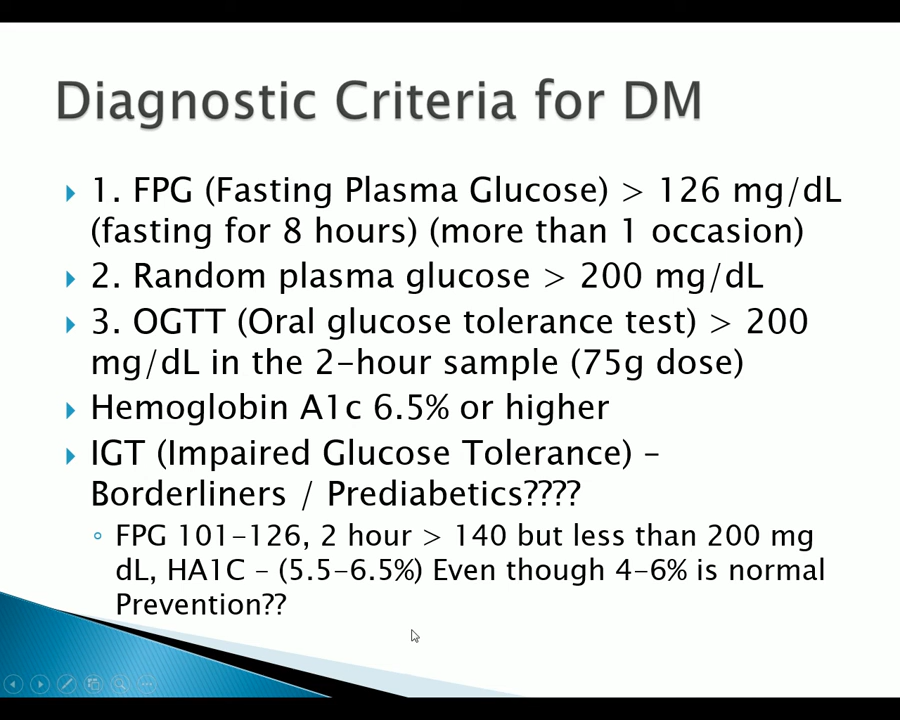 Diagnostic Criteria for DM
1. FPG (Fasting Plasma Glucose) > 126 mg/dL
(fasting for 8 hours) (more than 1 occasion)
2. Random plasma glucose > 200 mg/dL
3. OGTT (Oral glucose tolerance test) > 200
mg/dL in the 2-hour sample (75g dose)
Hemoglobin A1c 6.5% or higher
IGT (Impaired Glucose Tolerance) –
Borderliners / Prediabetics????
FPG 101-126, 2 hour > 140 but less than 200 mg
dL, HA1C – (5.5-6.5%) Even though 4-6% is normal
Prevention??